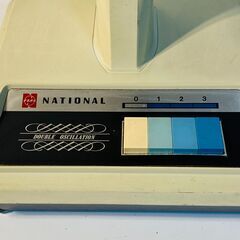 NATIONAL
0 1 2 3
DOUBLE OSCILLATION